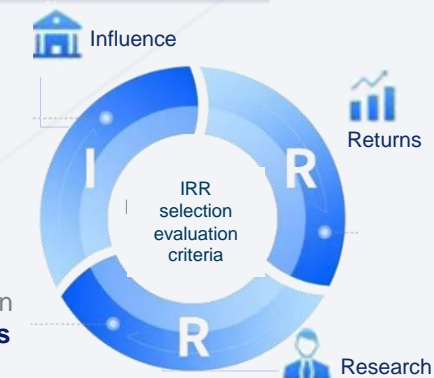 Influence
Returns
I
R
IRR
selection
evaluation
criteria
n
s
R
Research